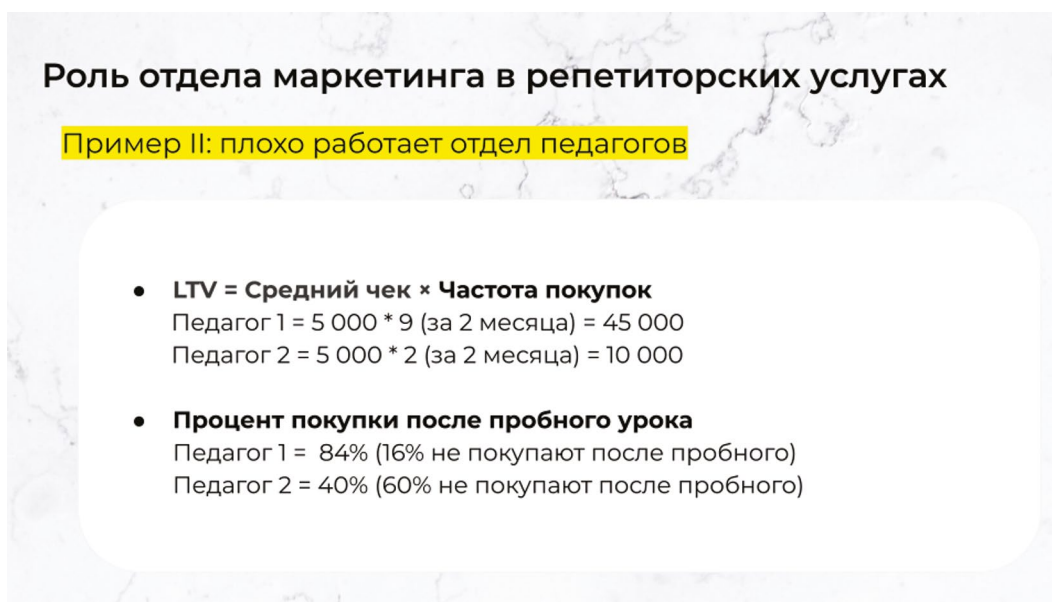 Роль отдела маркетинга в репетиторских услугах
Пример II: плохо работает отдел педагогов
● LTV = Средний чек × Частота покупок
Педагог 1 = 5 000 * 9 (за 2 месяца) = 45 000
Педагог 2 = 5 000 * 2 (за 2 месяца) = 10 000
● Процент покупки после пробного урока
Педагог 1 = 84% (16% не покупают после пробного)
Педагог 2 = 40% (60% не покупают после пробного)